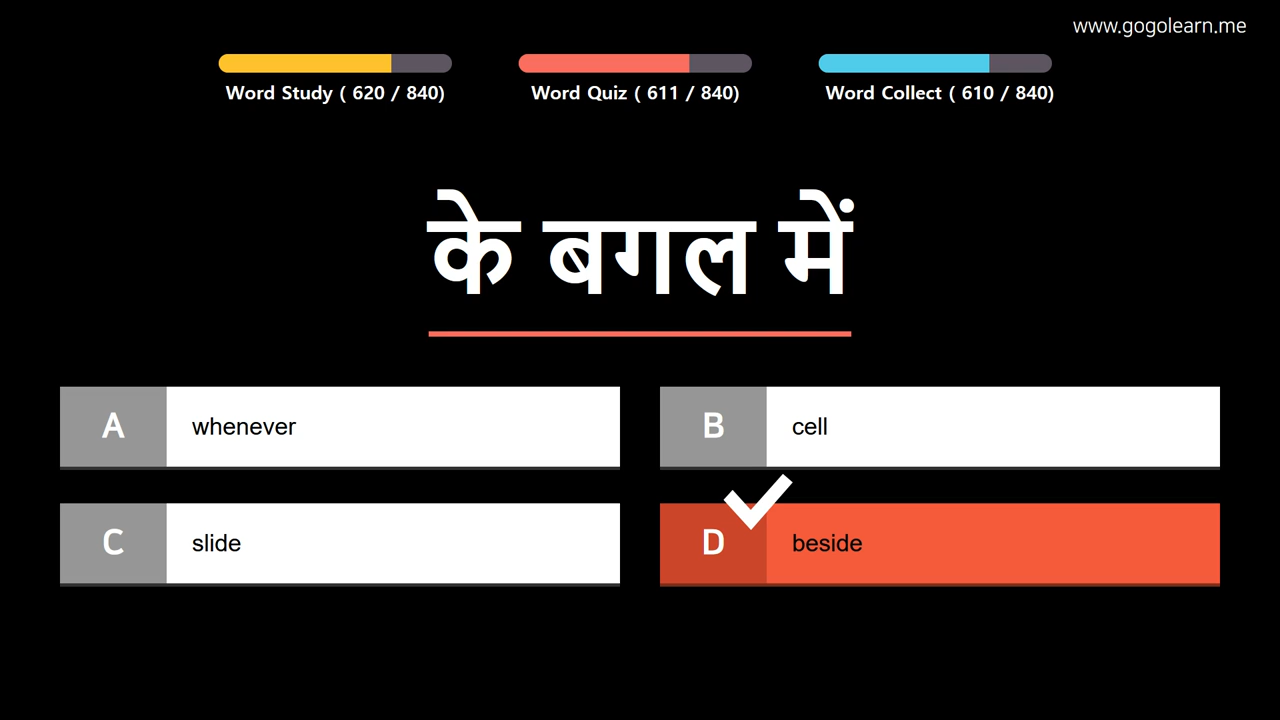 www.gogolearn.me
Word Study ( 620 / 840)
Word Quiz ( 611 / 840)
Word Collect ( 610 / 840)
के बगल में
A whenever
B cell
C slide
D beside